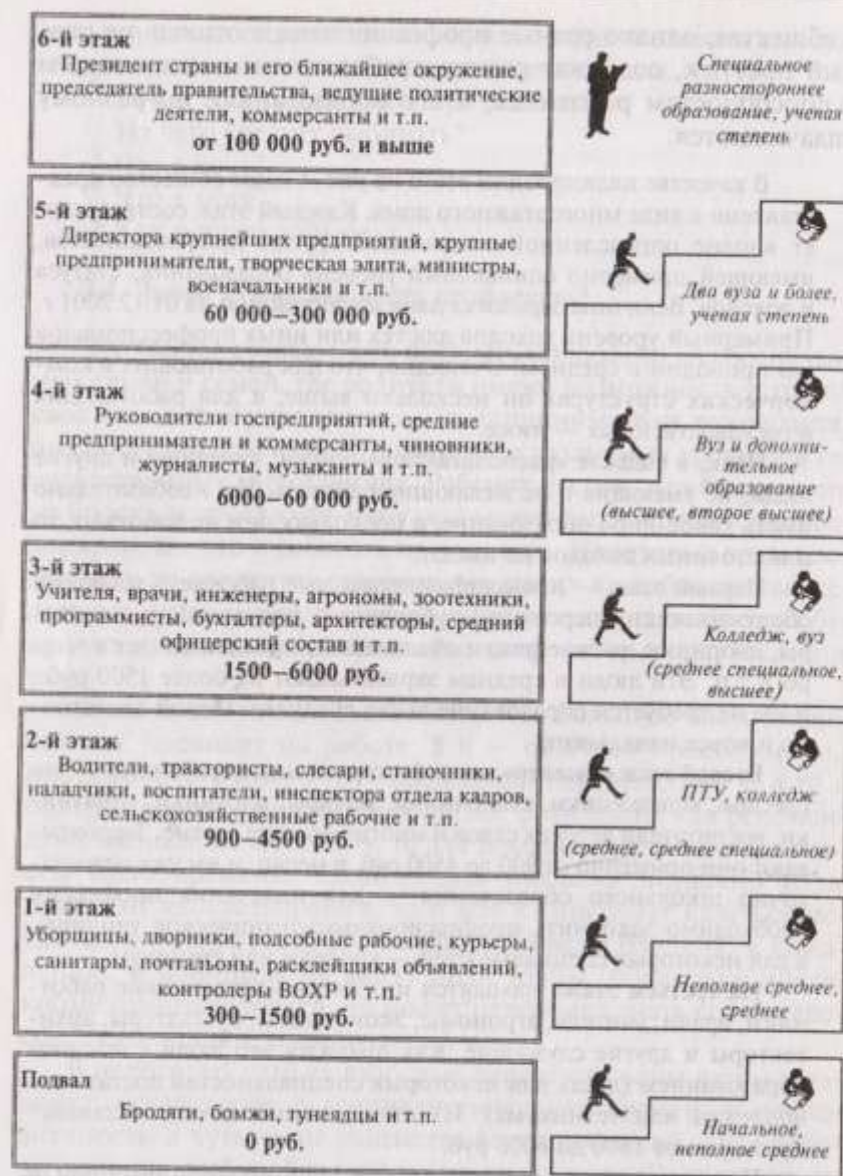 6-й этаж
Президент страны и его ближайшее окружение,
председатель правительства, ведущие политические
деятели, коммерсанты и т.п.
от 100 000 руб. и выше
Специальное
разностороннее
образование, ученая
степень
5-й этаж
Директора крупнейших предприятий, крупные
предприниматели, творческая элита, министры,
военачальники и т.п.
60 000–300 000 руб.
Два вуза и более,
ученая степень
4-й этаж
Руководители госпредприятий, средние
предприниматели и коммерсанты, чиновники,
журналисты, музыканты и т.п.
6000–60 000 руб.
Вуз и дополни-
тельное
образование
(высшее, второе высшее)
3-й этаж
Учителя, врачи, инженеры, агрономы, зоотехники,
программисты, бухгалтеры, архитекторы, средний
офицерский состав и т.п.
1500–6000 руб.
Колледж, вуз
(среднее специальное,
высшее)
2-й этаж
Водители, трактористы, слесари, станочники,
наладчики, воспитатели, инспектора отдела кадров,
сельскохозяйственные рабочие и т.п.
900–4500 руб.
ПТУ, колледж
(среднее, среднее специальное)
1-й этаж
Уборщицы, дворники, подсобные рабочие, курьеры,
санитары, почтальоны, расклейщики объявлений,
контролеры ВОХР и т.п.
300–1500 руб.
Неполное среднее,
среднее
Подвал
Бродяги, бомжи, тунеядцы и т.п.
0 руб.
Начальное,
неполное среднее